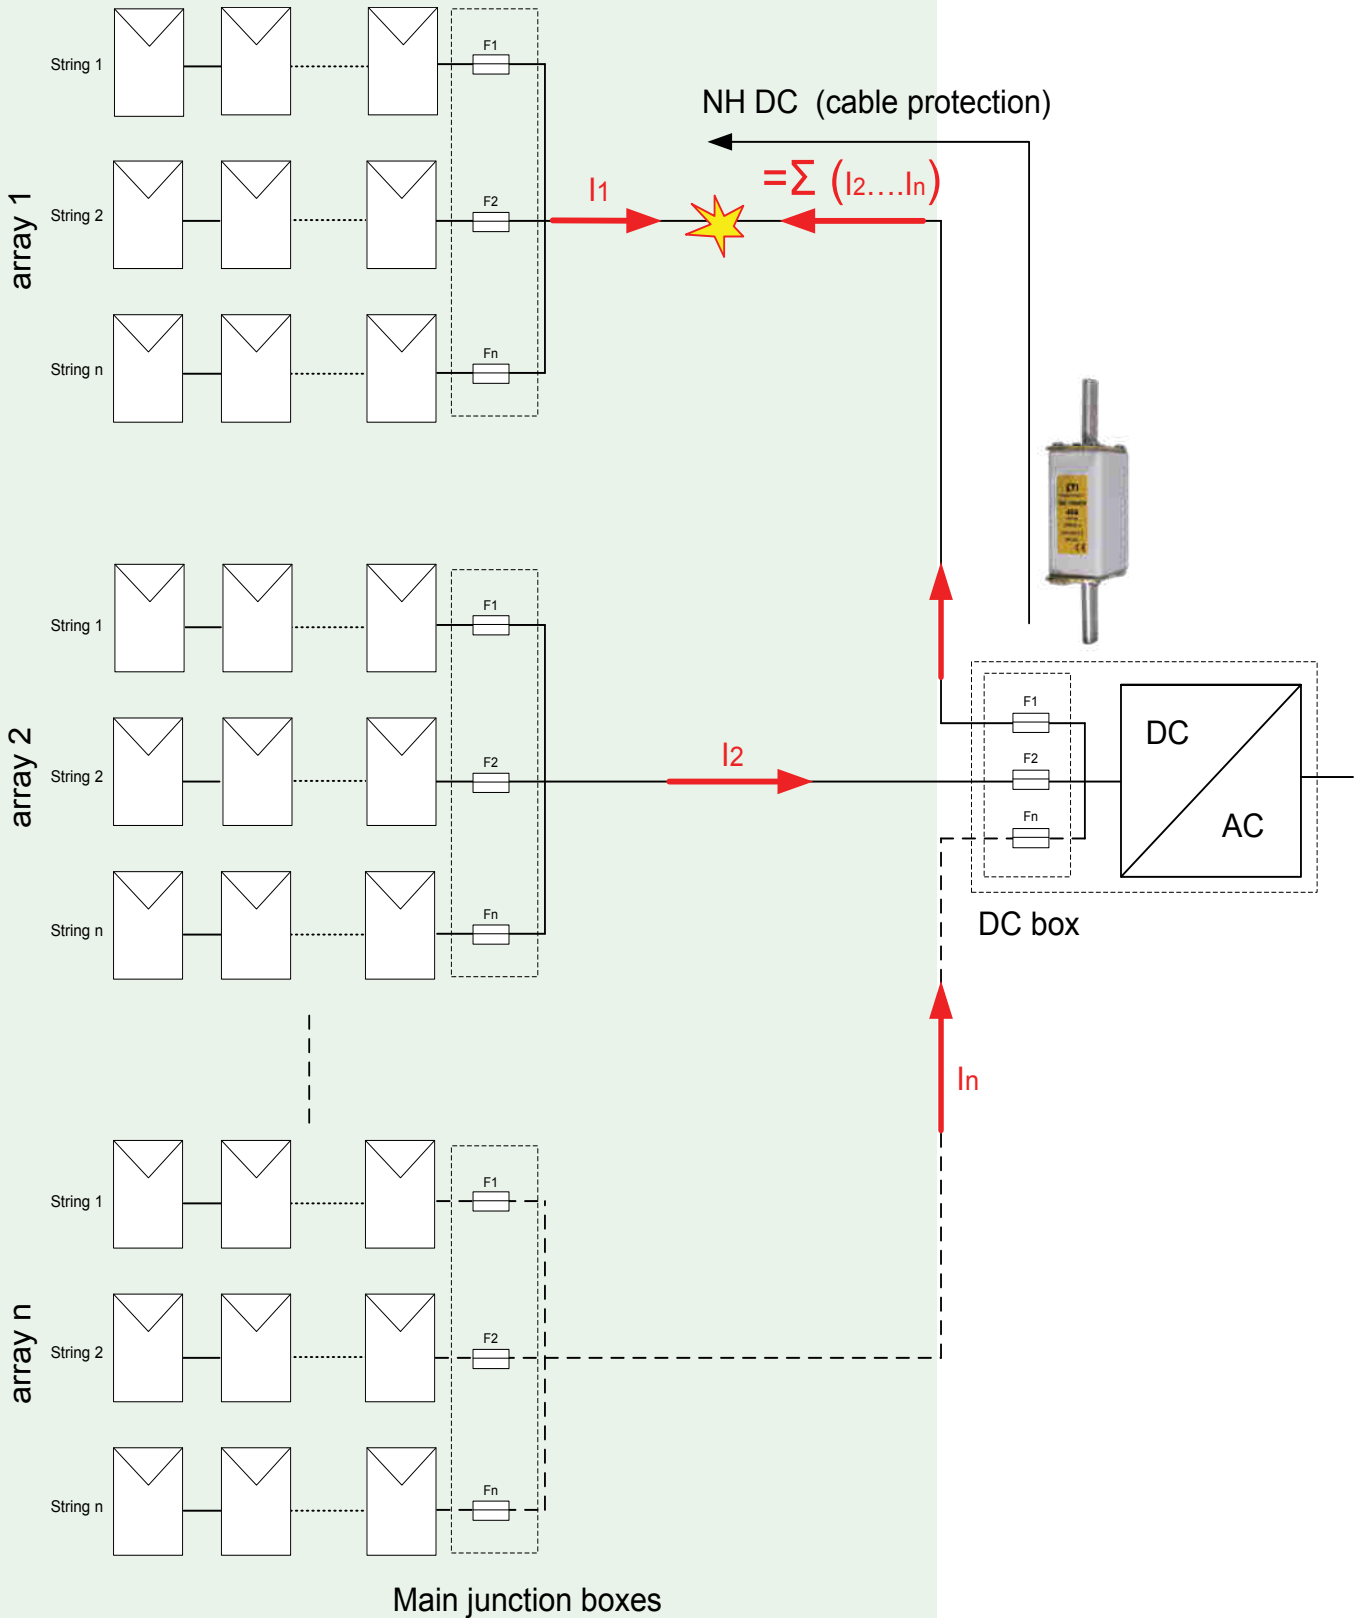 String 1
F1
NH DC (cable protection)
I1
=Σ (I2....In)
array 1
String 2
F2
String n
Fn
String 1
F1
F1
array 2
String 2
F2
I2
F2
DC
AC
Fn
String n
Fn
DC box
In
String 1
F1
array n
String 2
F2
String n
Fn
Main junction boxes